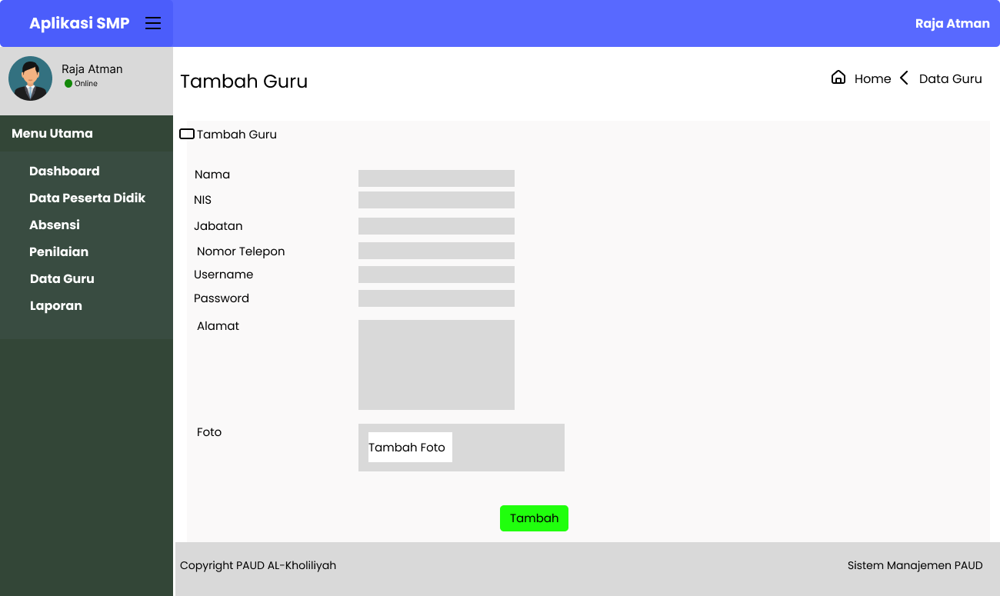 Aplikasi SMP
Raja Atman
Raja Atman
Online
Tambah Guru
Home
Data Guru
Menu Utama
Dashboard
Data Peserta Didik
Absensi
Penilaian
Data Guru
Laporan
Tambah Guru
Nama
NIS
Jabatan
Nomor Telepon
Username
Password
Alamat
Foto
Tambah Foto
Tambah
Copyright PAUD AL-Kholiliyah
Sistem Manajemen PAUD